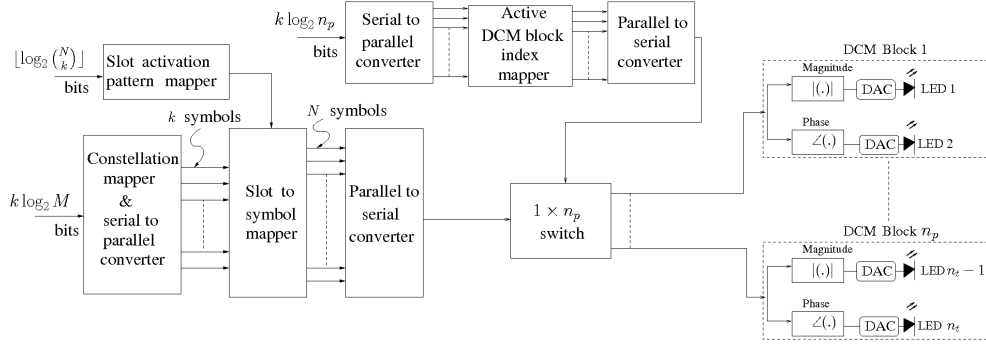 ⌊log₂ (N k)⌋
bits
Slot activation
pattern mapper
k log₂ n_p
bits
Serial to
parallel
converter
Active
DCM block
index
mapper
Parallel to
serial
converter
k symbols
N symbols
k log₂ M
bits
Constellation
mapper
&
serial to
parallel
converter
Slot to
symbol
mapper
Parallel to
serial
converter
1 × n_p
switch
DCM Block 1
Magnitude
|(.)|
DAC
LED 1
Phase
∠(.)
DAC
LED 2
DCM Block n_p
Magnitude
|(.)|
DAC
LED n_t − 1
Phase
∠(.)
DAC
LED n_t